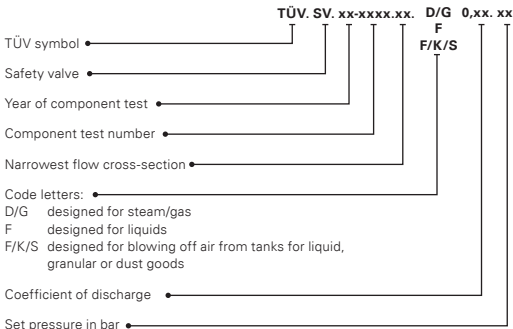 TÜV. SV. xx-xxxx.xx. D/G 0,xx. xx
F
F/K/S
TÜV symbol
Safety valve
Year of component test
Component test number
Narrowest flow cross-section
Code letters:
D/G designed for steam/gas
F designed for liquids
F/K/S designed for blowing off air from tanks for liquid,
granular or dust goods
Coefficient of discharge
Set pressure in bar